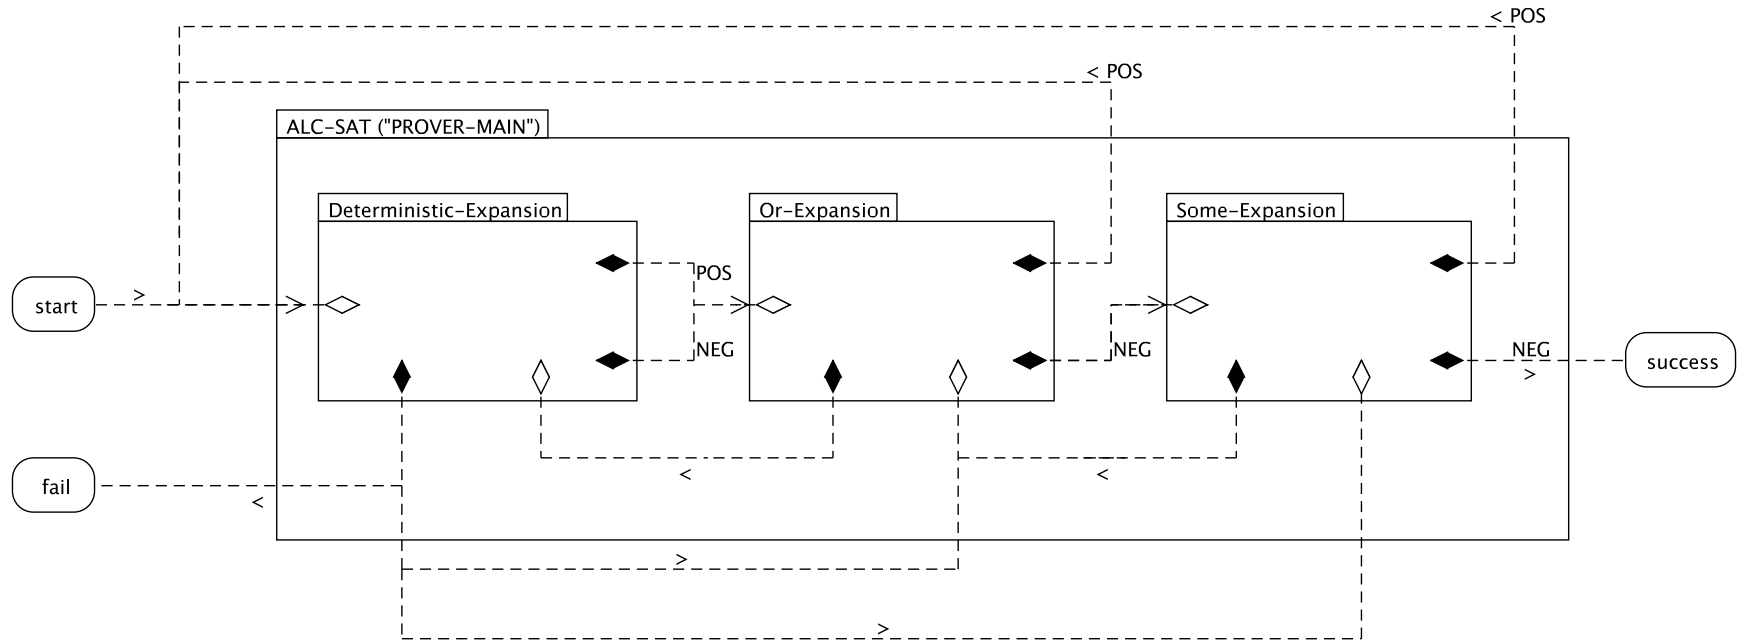 < POS
< POS
ALC-SAT ("PROVER-MAIN")
Deterministic-Expansion
Or-Expansion
Some-Expansion
POS
>
start
NEG
NEG
NEG
>
success
<
<
fail
<
>
>